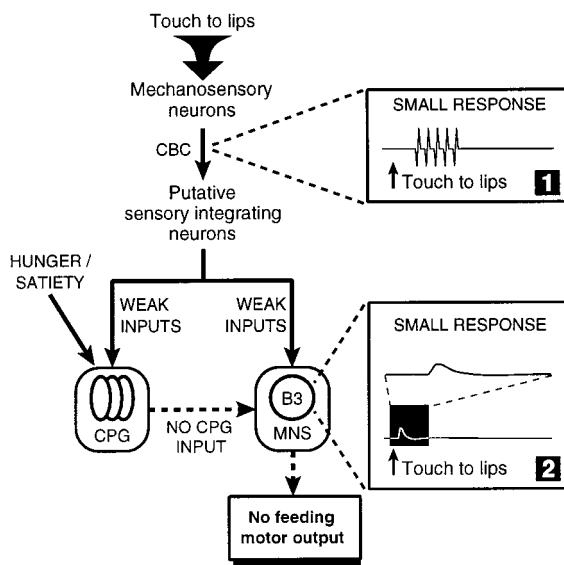 Touch to lips
Mechanosensory
neurons
CBC
SMALL RESPONSE
Touch to lips
1
Putative
sensory integrating
neurons
HUNGER /
SATIETY
WEAK
INPUTS
WEAK
INPUTS
CPG
NO CPG
INPUT
B3
MNS
SMALL RESPONSE
Touch to lips
2
No feeding
motor output